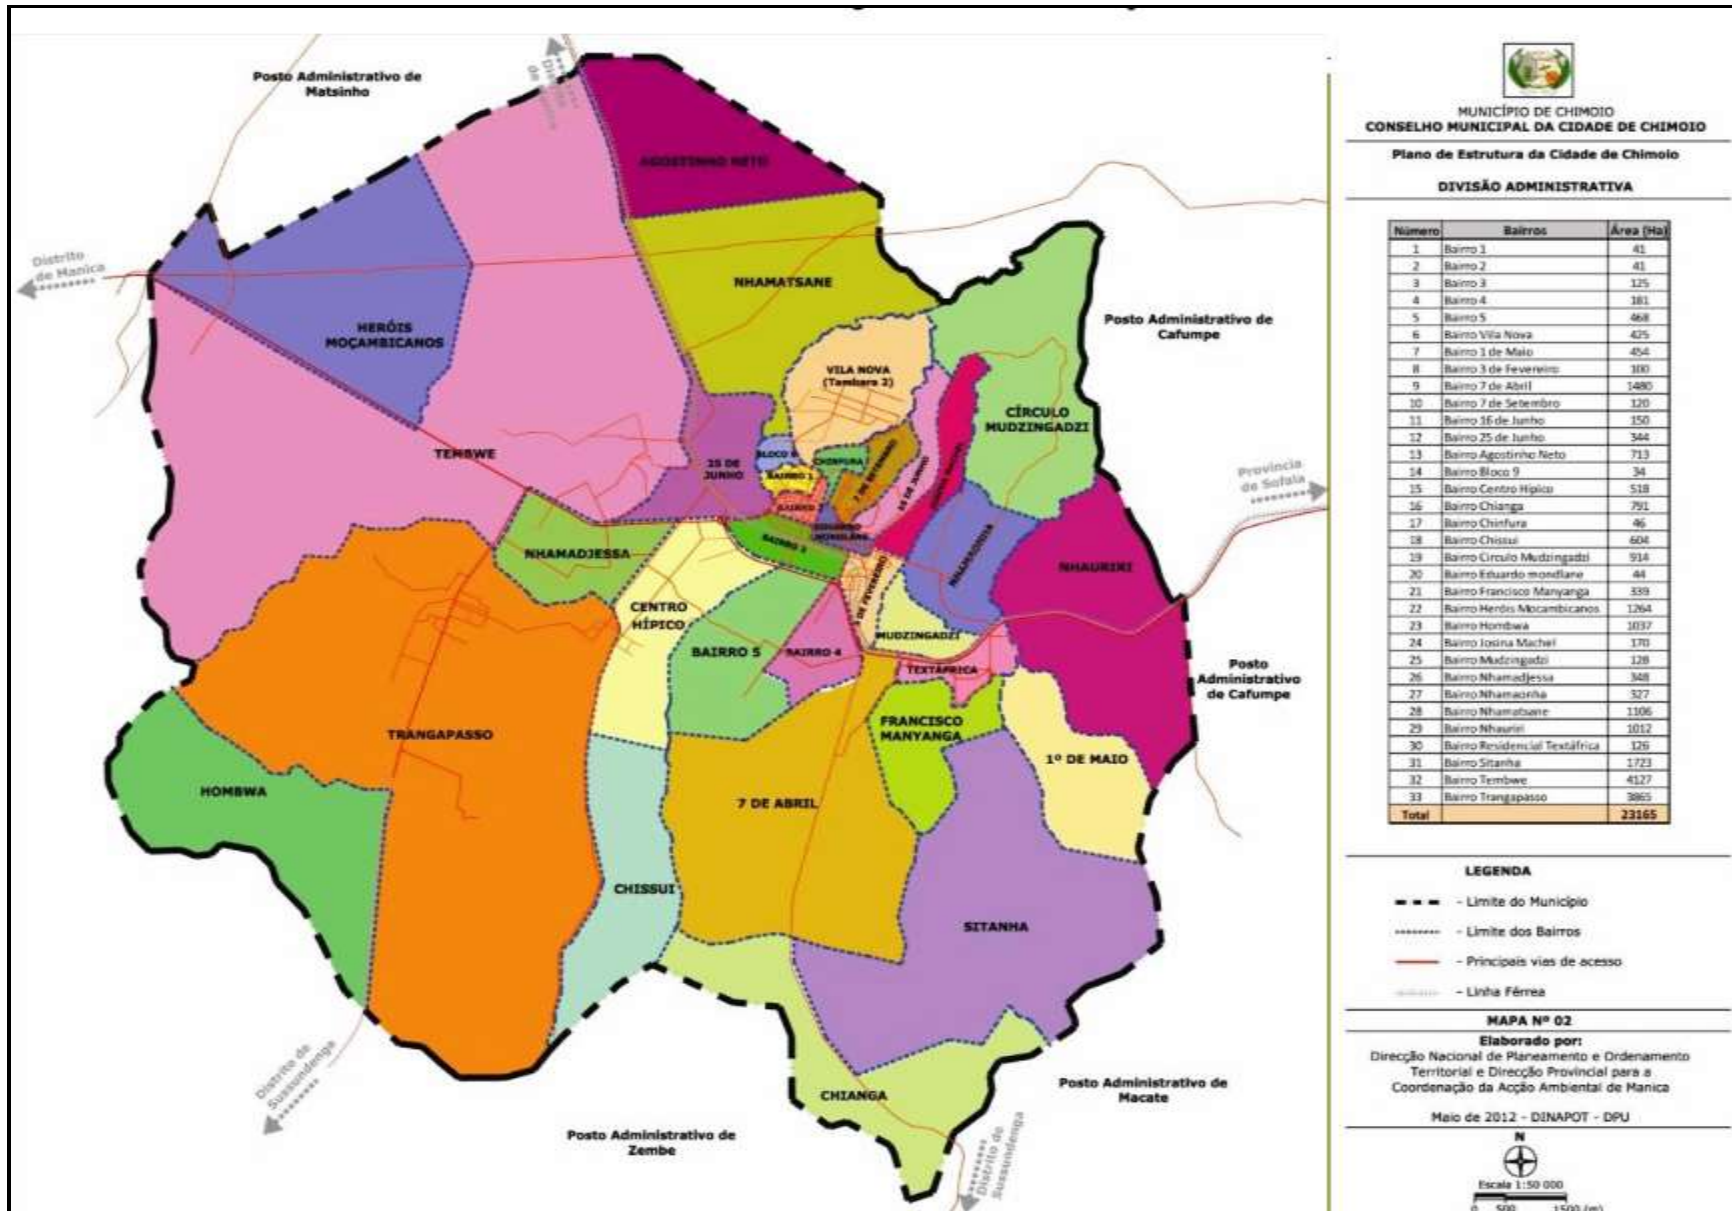 Posto Administrativo de
Matsinho
Distrito
de Manica
AGOSTINHO NETO
NHAMATSANE
HERÓIS
MOÇAMBICANOS
Posto Administrativo de
Cafumpe
VILA NOVA
(Tambara 2)
CÍRCULO
MUDZINGADZI
TEMBWE
25 DE
JUNHO
BLOCO 9
CHINFURA
BAIRRO 1
BAIRRO 2
7 DE SETEMBRO
16 DE JUNHO
EDUARDO
MONDLANE
BAIRRO 3
Província
de Sofala
NHAMADJESSA
NHAMAONHA
NHAURIRI
3 DE FEVEREIRO
CENTRO
HÍPICO
MUDZINGADZI
BAIRRO 5
BAIRRO 4
TEXTÁFRICA
Posto
Administrativo
de Cafumpe
FRANCISCO
MANYANGA
TRANGAPASSO
1º DE MAIO
HOMBWA
7 DE ABRIL
CHISSUI
SITANHA
Distrito de
Sussundenga
CHIANGA
Posto Administrativo de
Macate
Posto Administrativo de
Zembe
Distrito de
Sussundenga
MUNICÍPIO DE CHIMOIO
CONSELHO MUNICIPAL DA CIDADE DE CHIMOIO
Plano de Estrutura da Cidade de Chimoio
DIVISÃO ADMINISTRATIVA
Número Bairros Área (Ha)
1 Bairro 1 41
2 Bairro 2 41
3 Bairro 3 125
4 Bairro 4 181
5 Bairro 5 468
6 Bairro Vila Nova 425
7 Bairro 1 de Maio 454
8 Bairro 3 de Fevereiro 100
9 Bairro 7 de Abril 1480
10 Bairro 7 de Setembro 120
11 Bairro 16 de Junho 150
12 Bairro 25 de Junho 344
13 Bairro Agostinho Neto 713
14 Bairro Bloco 9 34
15 Bairro Centro Hípico 518
16 Bairro Chianga 791
17 Bairro Chinfura 46
18 Bairro Chissui 604
19 Bairro Circulo Mudzingadzi 914
20 Bairro Eduardo mondlane 44
21 Bairro Francisco Manyanga 339
22 Bairro Heróis Mocambicanos 1264
23 Bairro Hombwa 1037
24 Bairro Josina Machel 170
25 Bairro Mudzingadzi 128
26 Bairro Nhamadjessa 348
27 Bairro Nhamaonha 327
28 Bairro Nhamatsane 1106
29 Bairro Nhauriri 1012
30 Bairro Residencial Textáfrica 126
31 Bairro Sitanha 1723
32 Bairro Tembwe 4127
33 Bairro Trangapasso 3865
Total 23165
LEGENDA
- Limite do Município
- Limite dos Bairros
- Principais vias de acesso
- Linha Férrea
MAPA Nº 02
Elaborado por:
Direcção Nacional de Planeamento e Ordenamento
Territorial e Direcção Provincial para a
Coordenação da Acção Ambiental de Manica
Maio de 2012 - DINAPOT - DPU
N
Escala 1:50 000
0 500 1500 (m)